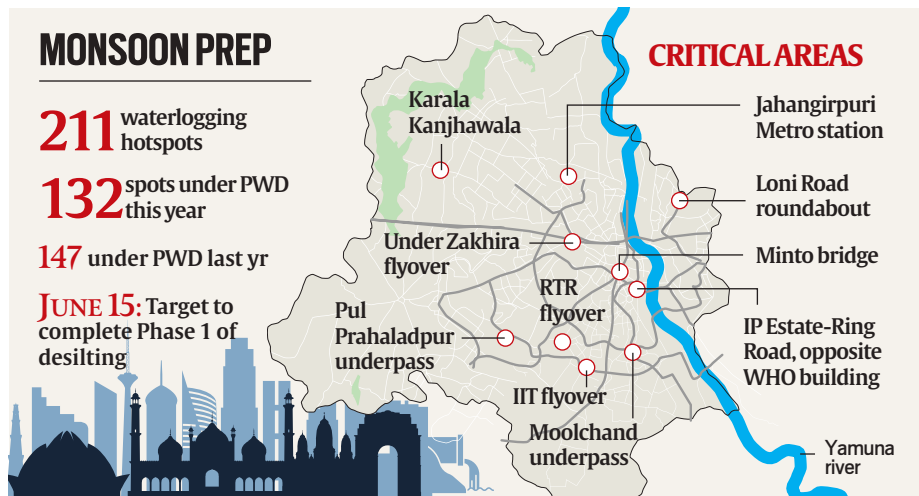 MONSOON PREP
211 waterlogging
hotspots
132 spots under PWD
this year
147 under PWD last yr
JUNE 15: Target to
complete Phase 1 of
desilting
CRITICAL AREAS
Karala
Kanjhawala
Jahangirpuri
Metro station
Loni Road
roundabout
Under Zakhira
flyover
Minto bridge
RTR
flyover
Pul
Prahaladpur
underpass
IP Estate-Ring
Road, opposite
WHO building
IIT flyover
Moolchand
underpass
Yamuna
river